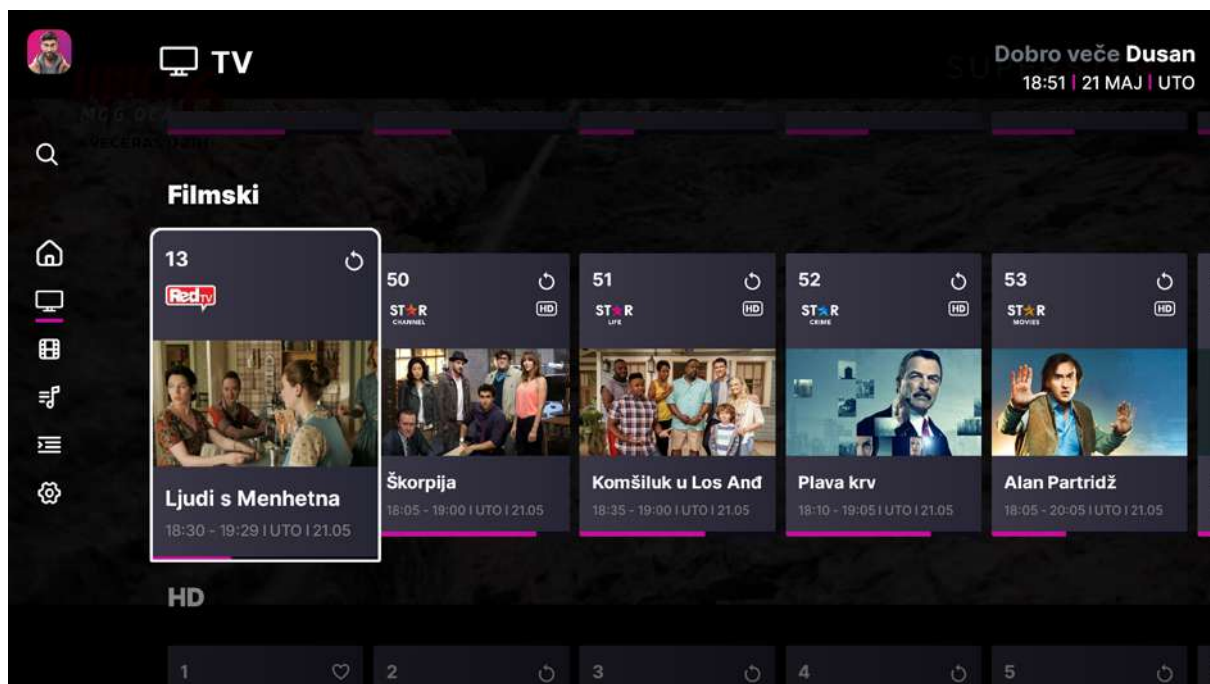 TV
Dobro veče Dusan
18:51 | 21 MAJ | UTO
Filmski
13
Red TV
Ljudi s Menhetna
18:30 - 19:29 I UTO I 21.05
50
STAR
CHANNEL
HD
Škorpija
18:05 - 19:00 I UTO I 21.05
51
STAR
LIFE
HD
Komšiluk u Los Anđ
18:35 - 19:00 I UTO I 21.05
52
STAR
CRIME
HD
Plava krv
18:10 - 19:05 I UTO I 21.05
53
STAR
MOVIES
HD
Alan Partridž
18:05 - 20:05 I UTO I 21.05
HD
1
2
3
4
5